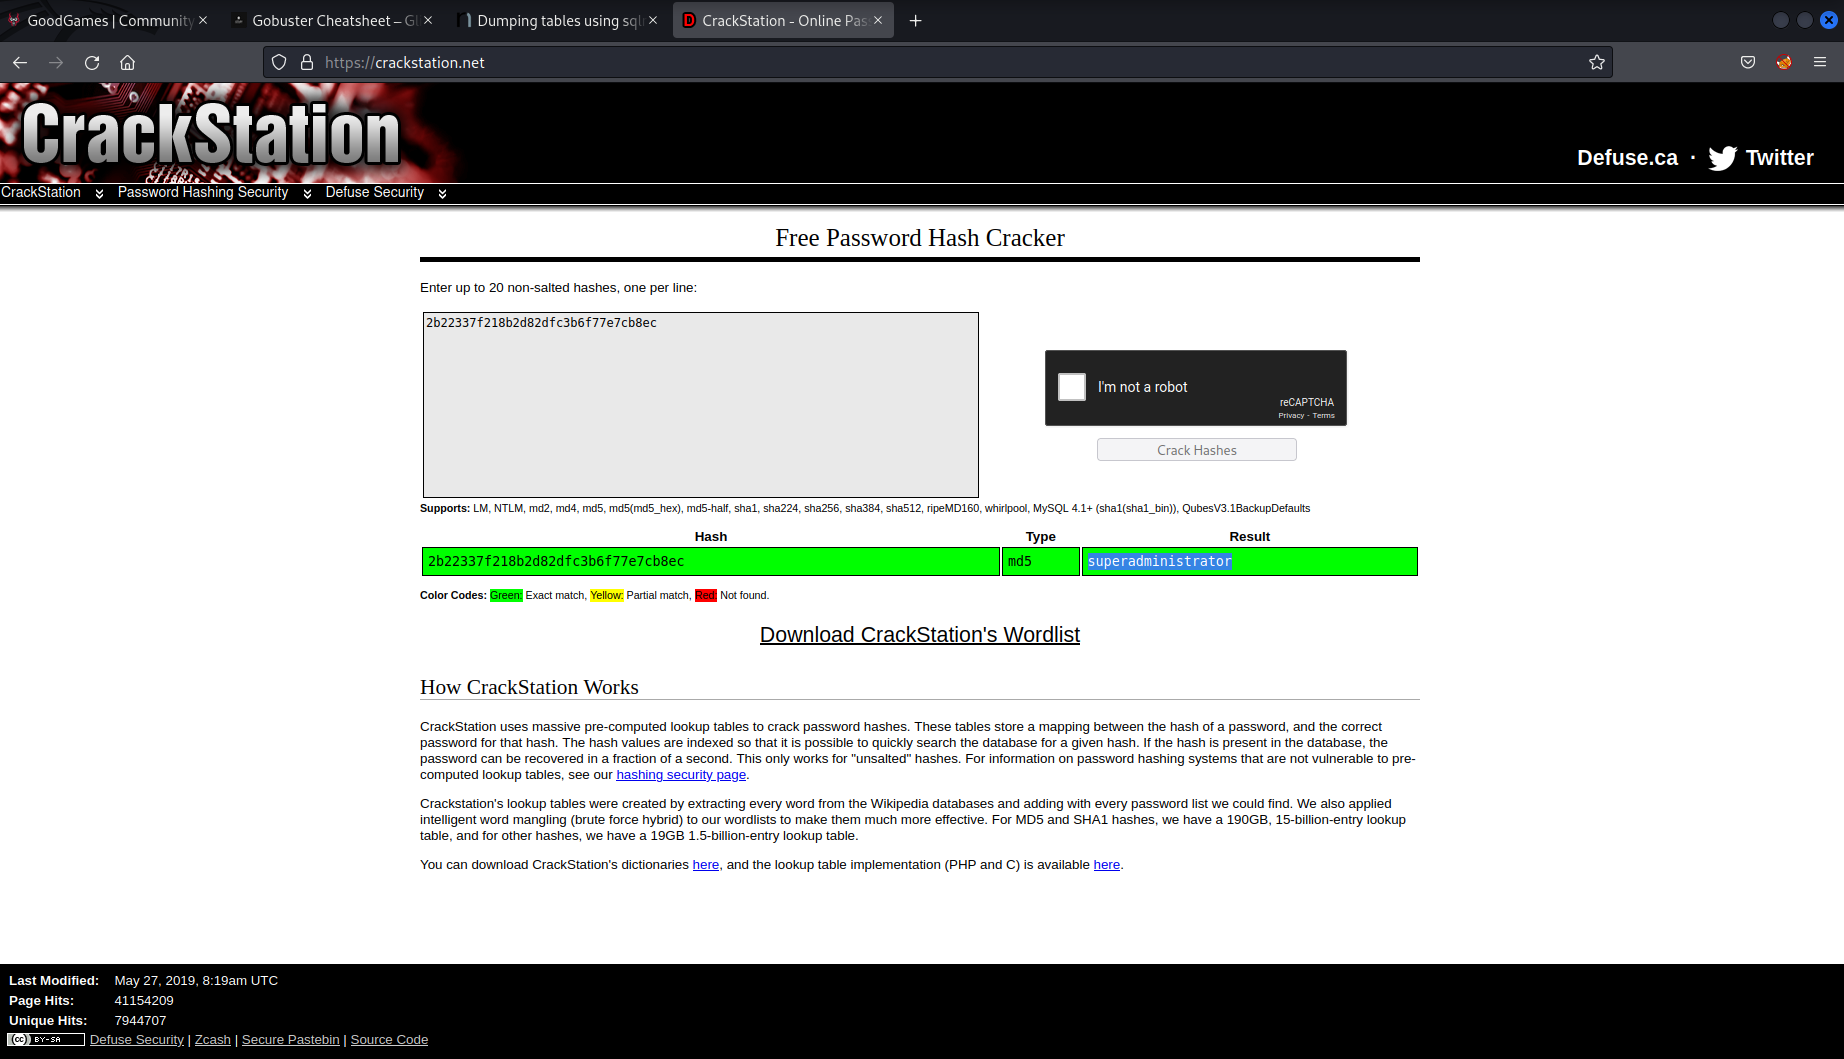 GoodGames | Community
Gobuster Cheatsheet – Gl
Dumping tables using sql
CrackStation - Online Pas
https://crackstation.net
CrackStation
Defuse.ca · Twitter
CrackStation Password Hashing Security Defuse Security
Free Password Hash Cracker
Enter up to 20 non-salted hashes, one per line:
2b22337f218b2d82dfc3b6f77e7cb8ec
I'm not a robot
reCAPTCHA
Privacy - Terms
Crack Hashes
Supports: LM, NTLM, md2, md4, md5, md5(md5_hex), md5-half, sha1, sha224, sha256, sha384, sha512, ripeMD160, whirlpool, MySQL 4.1+ (sha1(sha1_bin)), QubesV3.1BackupDefaults
Hash Type Result
2b22337f218b2d82dfc3b6f77e7cb8ec md5 superadministrator
Color Codes: Green: Exact match, Yellow: Partial match, Red: Not found.
Download CrackStation's Wordlist
How CrackStation Works
CrackStation uses massive pre-computed lookup tables to crack password hashes. These tables store a mapping between the hash of a password, and the correct
password for that hash. The hash values are indexed so that it is possible to quickly search the database for a given hash. If the hash is present in the database, the
password can be recovered in a fraction of a second. This only works for "unsalted" hashes. For information on password hashing systems that are not vulnerable to pre-
computed lookup tables, see our hashing security page.
Crackstation's lookup tables were created by extracting every word from the Wikipedia databases and adding with every password list we could find. We also applied
intelligent word mangling (brute force hybrid) to our wordlists to make them much more effective. For MD5 and SHA1 hashes, we have a 190GB, 15-billion-entry lookup
table, and for other hashes, we have a 19GB 1.5-billion-entry lookup table.
You can download CrackStation's dictionaries here, and the lookup table implementation (PHP and C) is available here.
Last Modified: May 27, 2019, 8:19am UTC
Page Hits: 41154209
Unique Hits: 7944707
cc BY-SA Defuse Security | Zcash | Secure Pastebin | Source Code